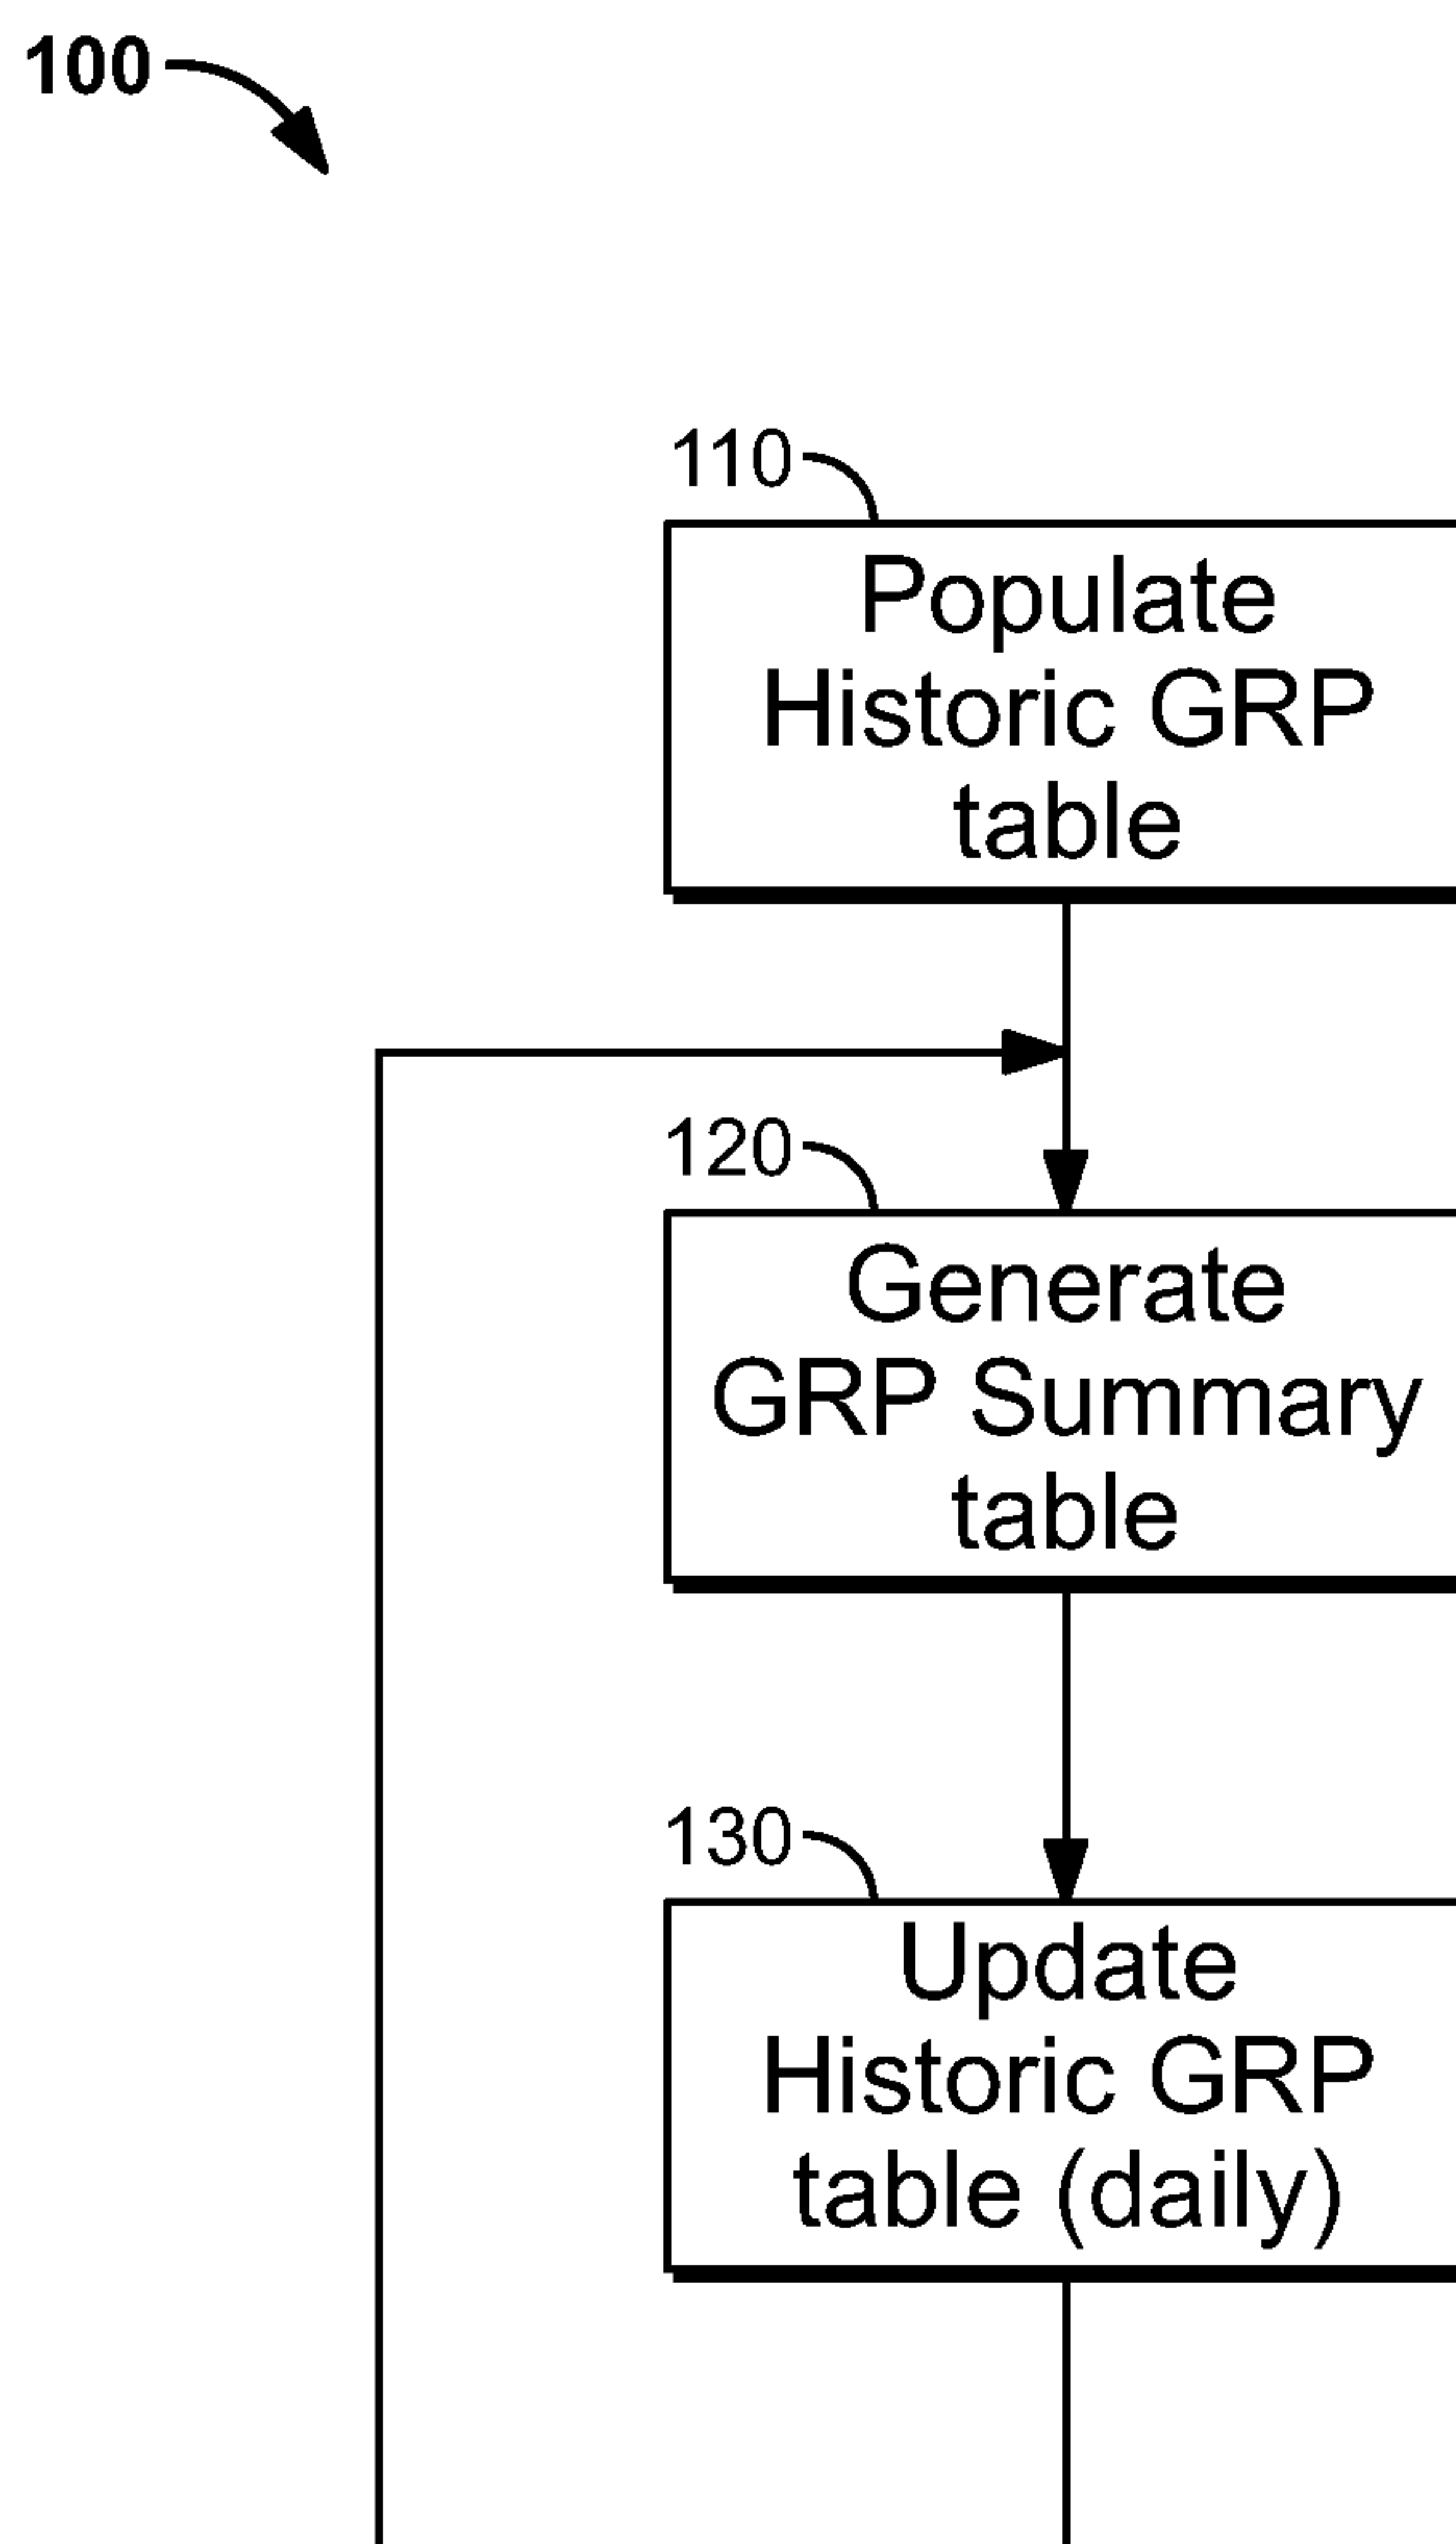 100
110
Populate
Historic GRP
table
120
Generate
GRP Summary
table
130
Update
Historic GRP
table (daily)